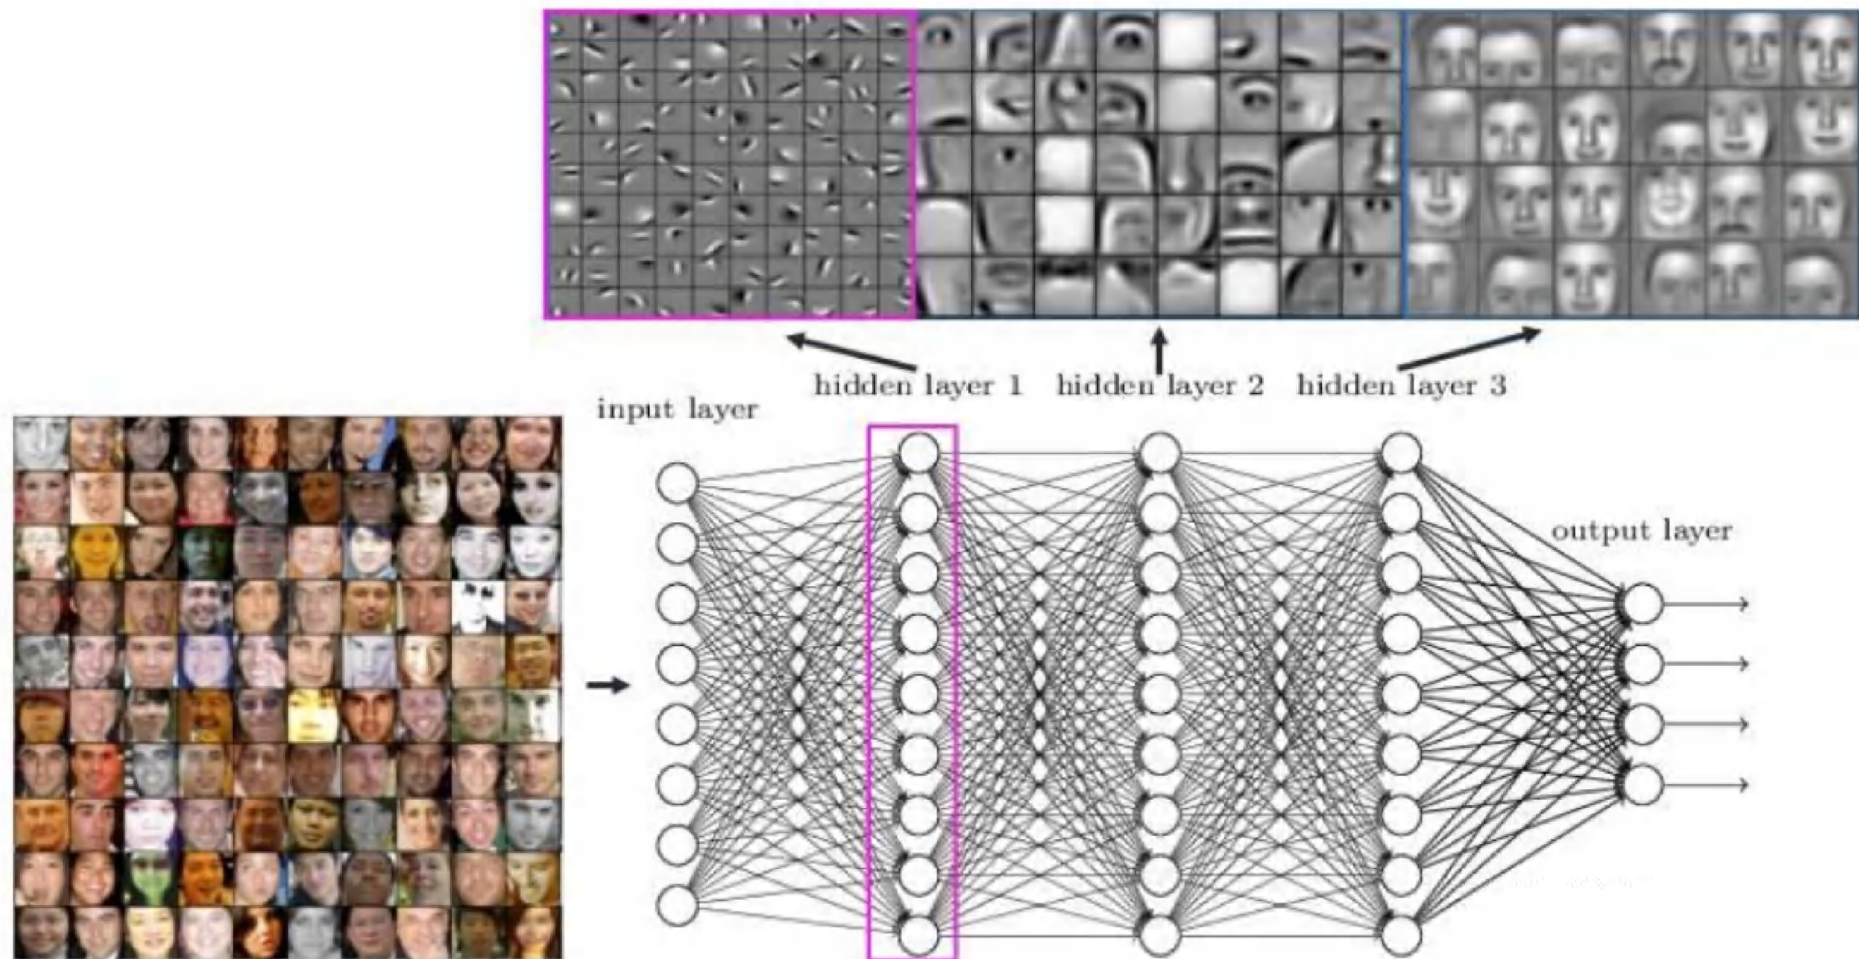 hidden layer 1
hidden layer 2
hidden layer 3
input layer
output layer